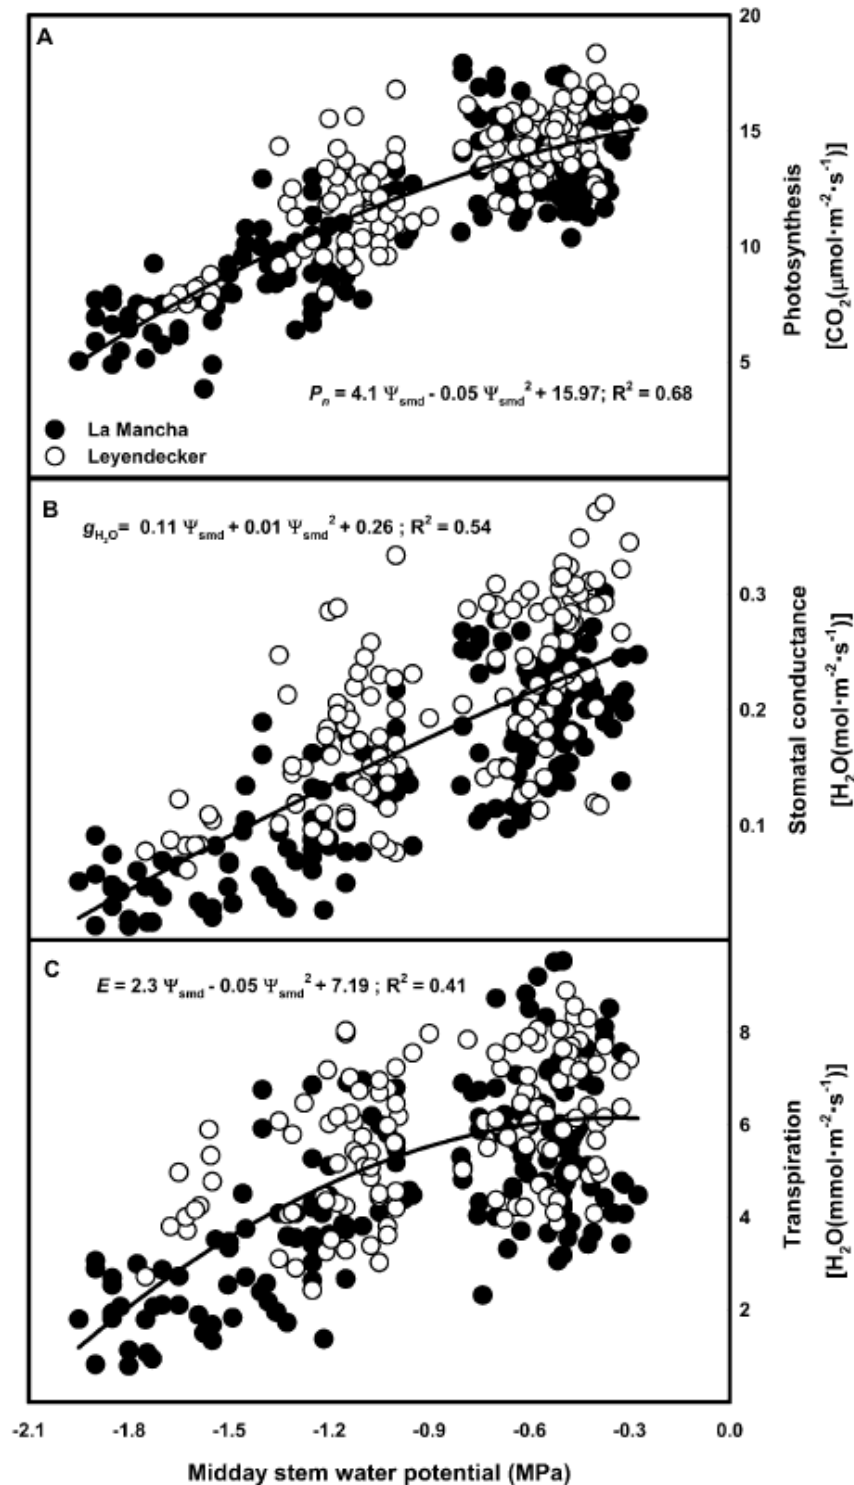 A
20
15
10
5
Photosynthesis
[CO₂(μmol·m⁻²·s⁻¹)]
Pₙ = 4.1 Ψsmd - 0.05 Ψsmd² + 15.97; R² = 0.68
La Mancha
Leyendecker
B
g_H₂O = 0.11 Ψsmd + 0.01 Ψsmd² + 0.26 ; R² = 0.54
0.3
0.2
0.1
Stomatal conductance
[H₂O(mol·m⁻²·s⁻¹)]
C
E = 2.3 Ψsmd - 0.05 Ψsmd² + 7.19 ; R² = 0.41
8
6
4
2
Transpiration
[H₂O(mmol·m⁻²·s⁻¹)]
-2.1 -1.8 -1.5 -1.2 -0.9 -0.6 -0.3 0.0
Midday stem water potential (MPa)